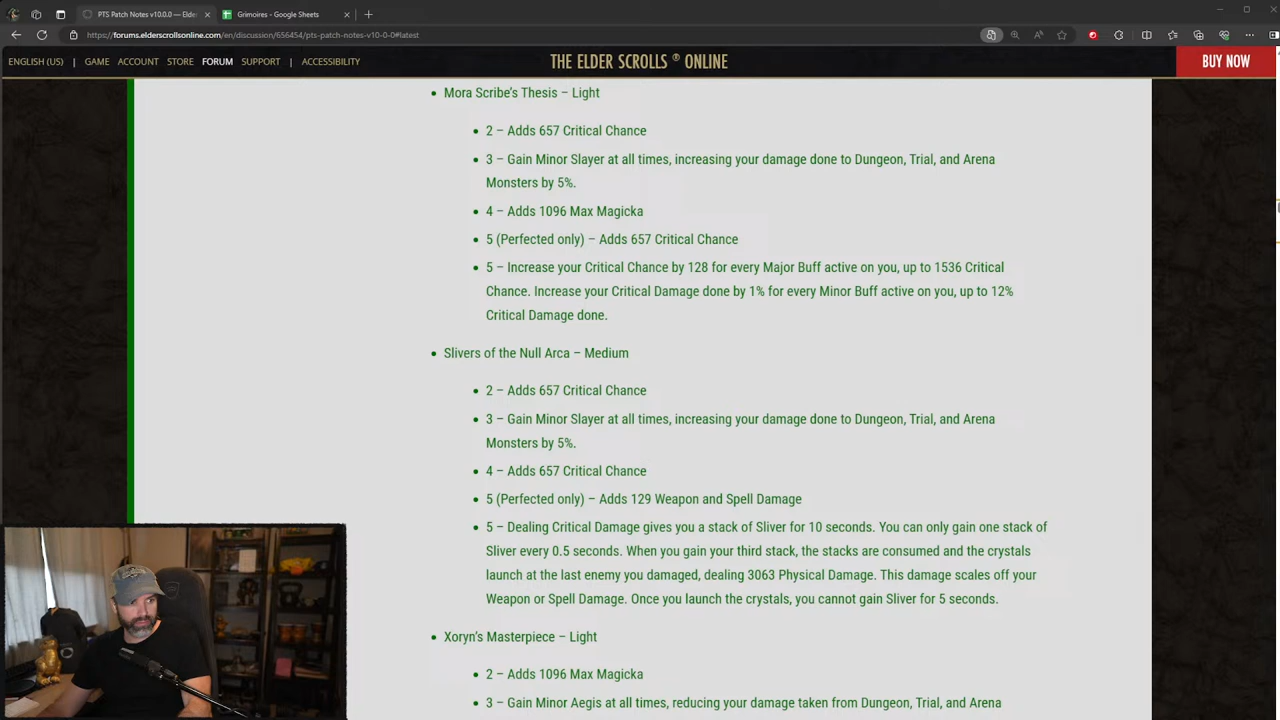 PTS Patch Notes v10.0.0 — Elder
Grimoires - Google Sheets
https://forums.elderscrollsonline.com/en/discussion/656454/pts-patch-notes-v10-0-0#latest
ENGLISH (US) | GAME ACCOUNT STORE FORUM SUPPORT | ACCESSIBILITY
THE ELDER SCROLLS ® ONLINE
BUY NOW
• Mora Scribe's Thesis – Light
• 2 – Adds 657 Critical Chance
• 3 – Gain Minor Slayer at all times, increasing your damage done to Dungeon, Trial, and Arena
Monsters by 5%.
• 4 – Adds 1096 Max Magicka
• 5 (Perfected only) – Adds 657 Critical Chance
• 5 – Increase your Critical Chance by 128 for every Major Buff active on you, up to 1536 Critical
Chance. Increase your Critical Damage done by 1% for every Minor Buff active on you, up to 12%
Critical Damage done.
• Slivers of the Null Arca – Medium
• 2 – Adds 657 Critical Chance
• 3 – Gain Minor Slayer at all times, increasing your damage done to Dungeon, Trial, and Arena
Monsters by 5%.
• 4 – Adds 657 Critical Chance
• 5 (Perfected only) – Adds 129 Weapon and Spell Damage
• 5 – Dealing Critical Damage gives you a stack of Sliver for 10 seconds. You can only gain one stack of
Sliver every 0.5 seconds. When you gain your third stack, the stacks are consumed and the crystals
launch at the last enemy you damaged, dealing 3063 Physical Damage. This damage scales off your
Weapon or Spell Damage. Once you launch the crystals, you cannot gain Sliver for 5 seconds.
• Xoryn's Masterpiece – Light
• 2 – Adds 1096 Max Magicka
• 3 – Gain Minor Aegis at all times, reducing your damage taken from Dungeon, Trial, and Arena